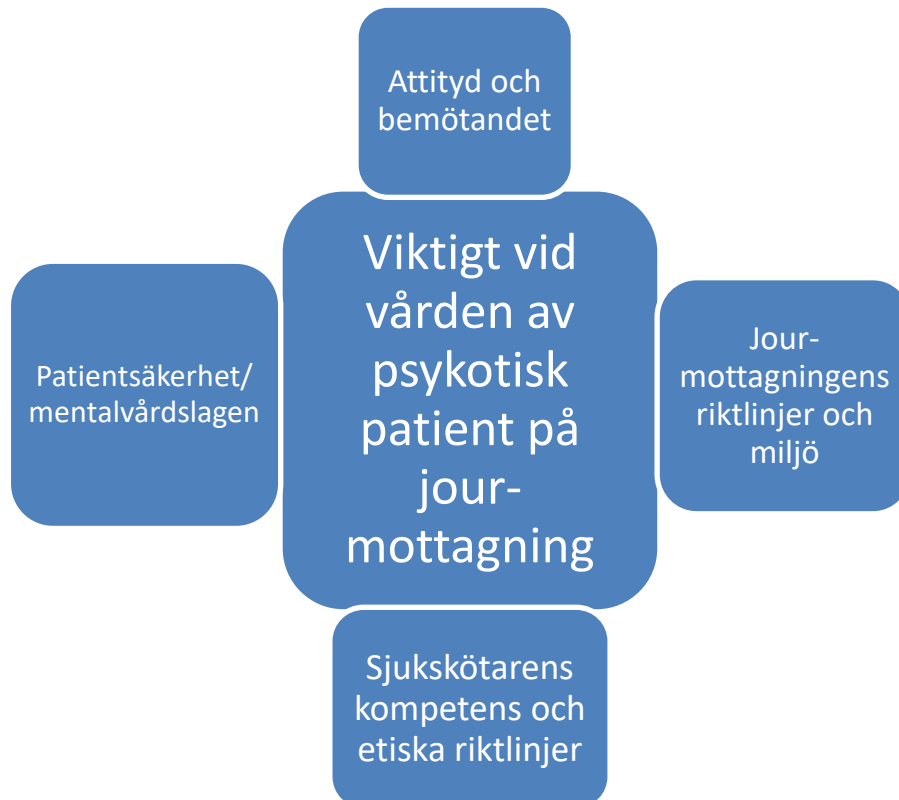 Attityd och
bemötandet
Viktigt vid
vården av
psykotisk
patient på
jour-
mottagning
Patientsäkerhet/
mentalvårdslagen
Jour-
mottagningens
riktlinjer och
miljö
Sjukskötarens
kompetens och
etiska riktlinjer